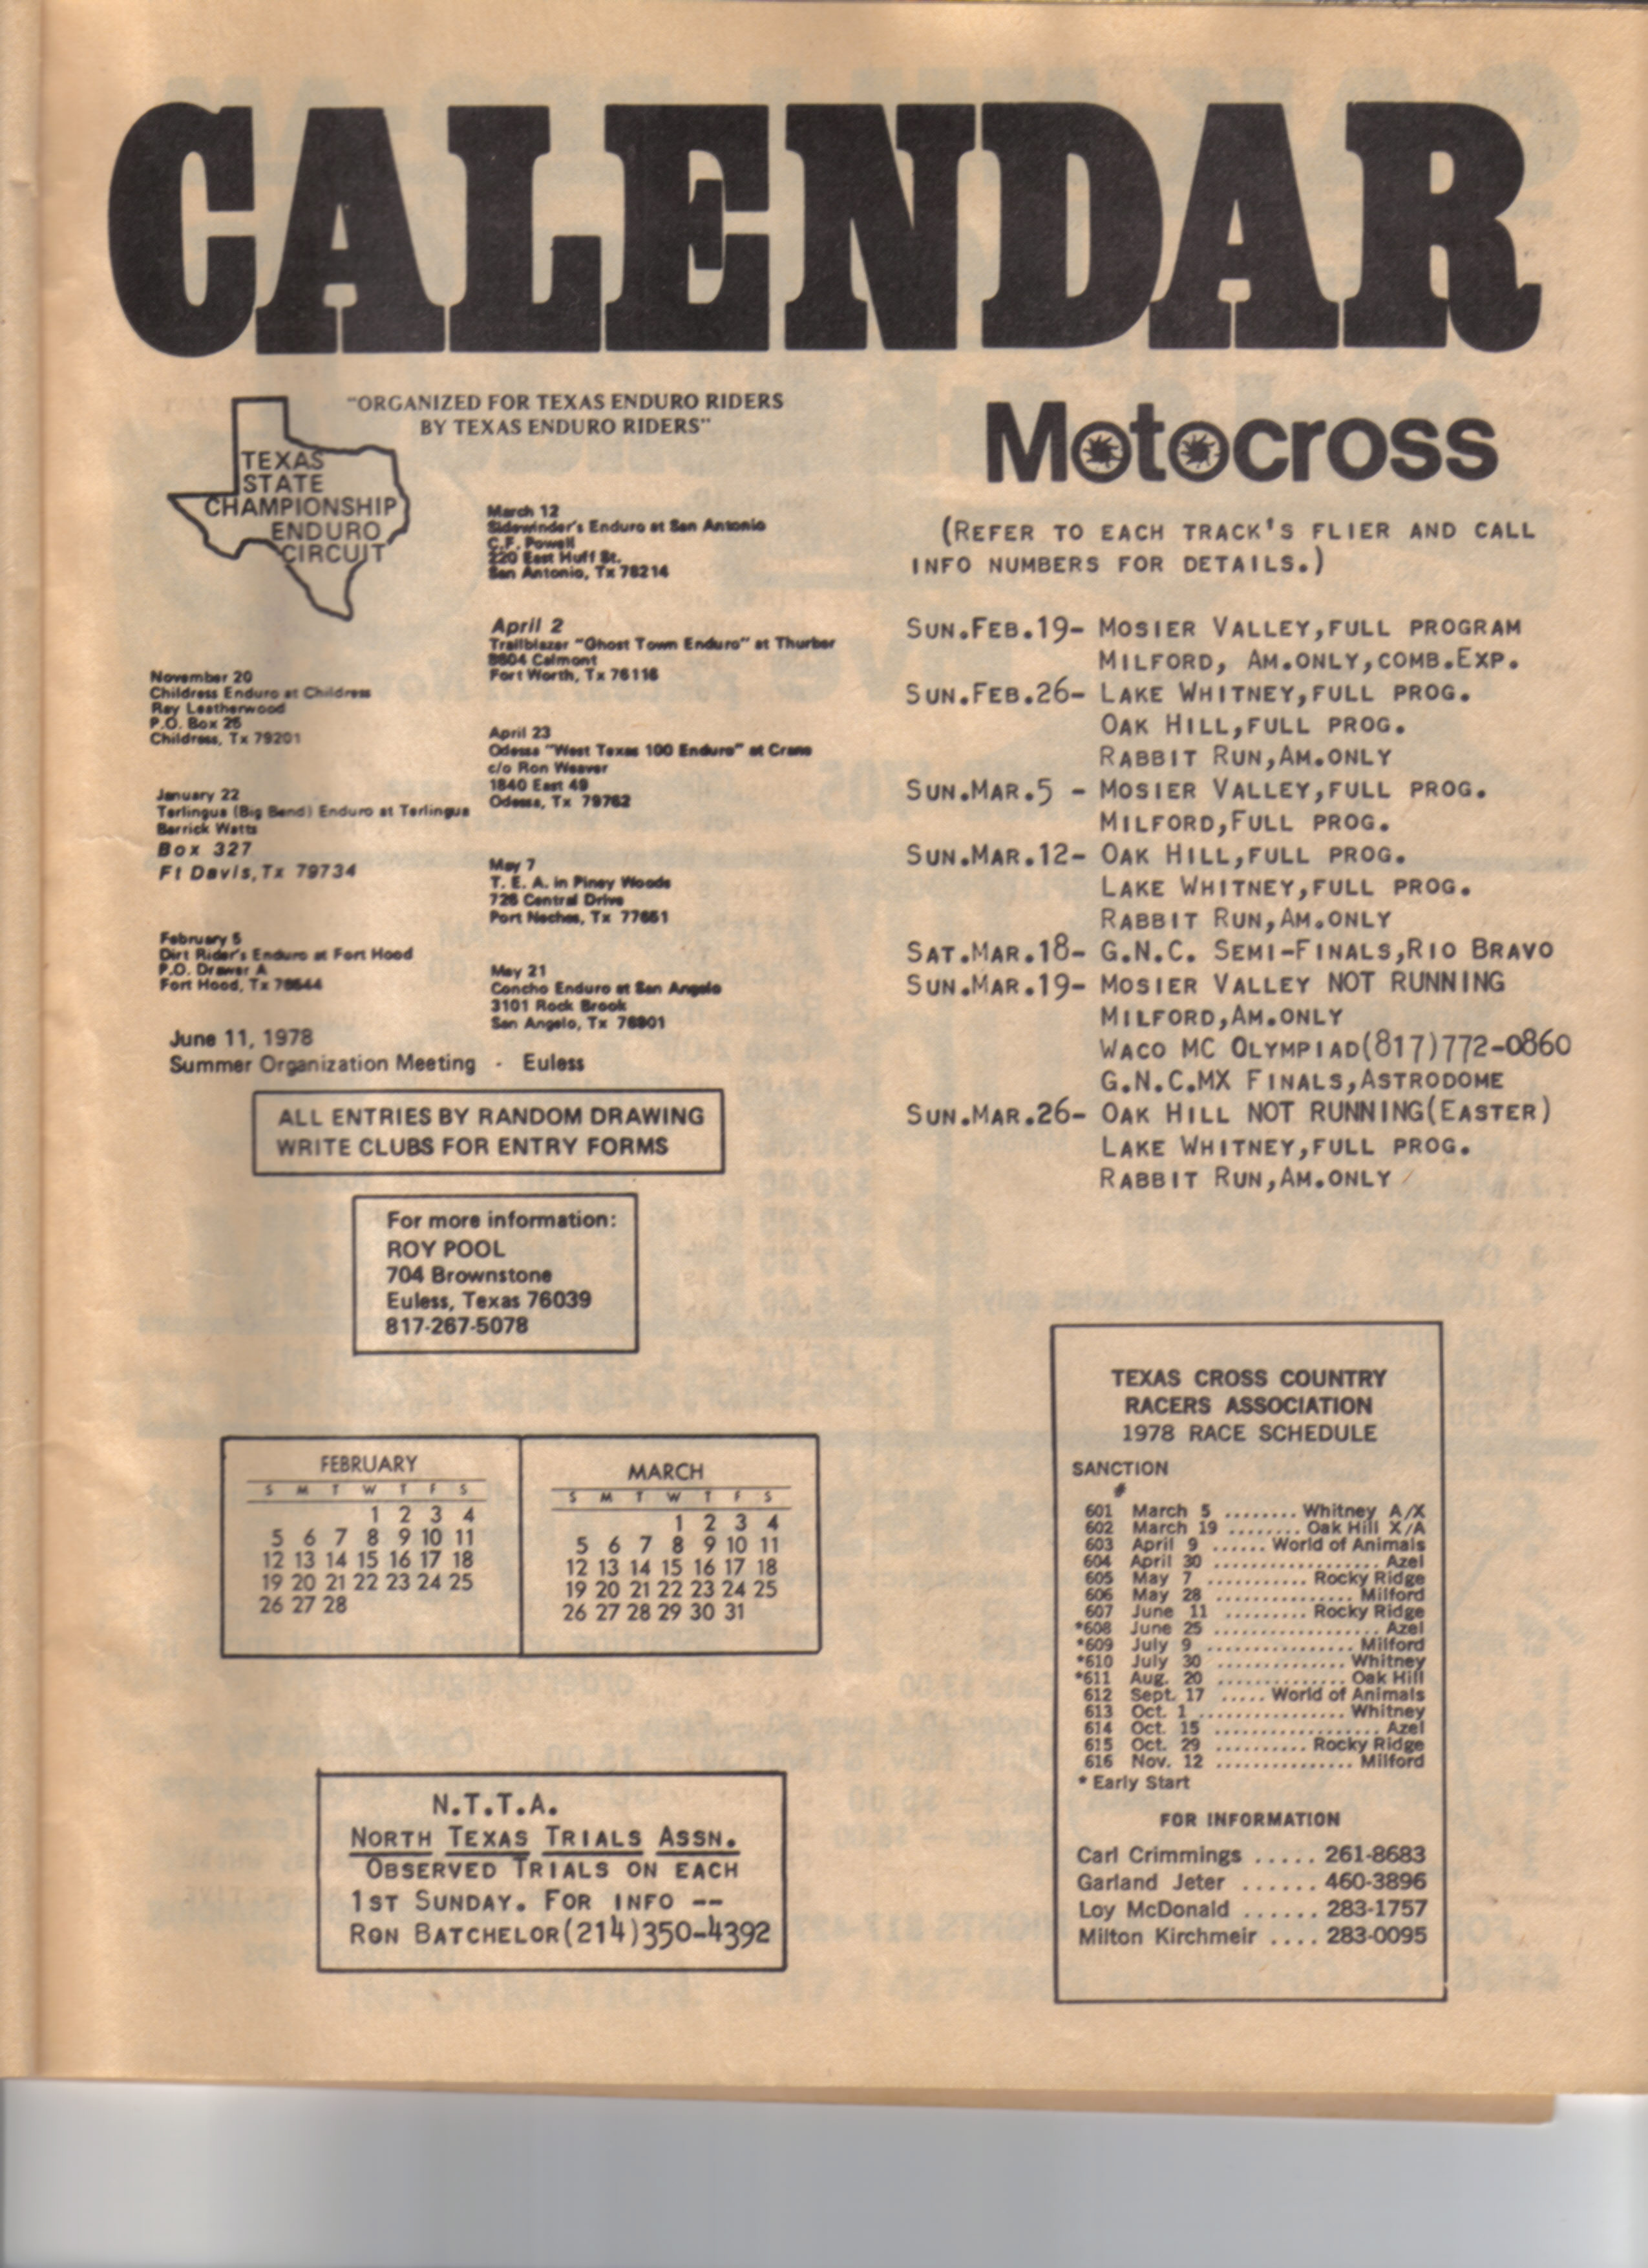 CALENDAR
"ORGANIZED FOR TEXAS ENDURO RIDERS
BY TEXAS ENDURO RIDERS"
TEXAS
STATE
CHAMPIONSHIP
ENDURO
CIRCUIT
November 20
Childress Enduro at Childress
Ray Leatherwood
P.O. Box 25
Childress, Tx 79201
January 22
Terlingua (Big Bend) Enduro at Terlingua
Barrick Watts
Box 327
Ft Davis, Tx 79734
February 5
Dirt Rider's Enduro at Fort Hood
P.O. Drawer A
Fort Hood, Tx 76544
March 12
Sidewinder's Enduro at San Antonio
C.F. Powell
220 East Huff St.
San Antonio, Tx 78214
April 2
Trailblazer "Ghost Town Enduro" at Thurber
8604 Calmont
Fort Worth, Tx 76116
April 23
Odessa "West Texas 100 Enduro" at Crane
c/o Ron Weaver
1840 East 49
Odessa, Tx 79762
May 7
T. E. A. in Piney Woods
726 Central Drive
Port Neches, Tx 77651
May 21
Concho Enduro at San Angelo
3101 Rock Brook
San Angelo, Tx 76901
June 11, 1978
Summer Organization Meeting - Euless
ALL ENTRIES BY RANDOM DRAWING
WRITE CLUBS FOR ENTRY FORMS
For more information:
ROY POOL
704 Brownstone
Euless, Texas 76039
817-267-5078
FEBRUARY
S M T W T F S
1 2 3 4
5 6 7 8 9 10 11
12 13 14 15 16 17 18
19 20 21 22 23 24 25
26 27 28
MARCH
S M T W T F S
1 2 3 4
5 6 7 8 9 10 11
12 13 14 15 16 17 18
19 20 21 22 23 24 25
26 27 28 29 30 31
N.T.T.A.
NORTH TEXAS TRIALS ASSN.
OBSERVED TRIALS ON EACH
1ST SUNDAY. FOR INFO --
RON BATCHELOR(214)350-4392
Motocross
(REFER TO EACH TRACK'S FLIER AND CALL
INFO NUMBERS FOR DETAILS.)
SUN.FEB.19- MOSIER VALLEY,FULL PROGRAM
MILFORD, AM.ONLY,COMB.EXP.
SUN.FEB.26- LAKE WHITNEY,FULL PROG.
OAK HILL,FULL PROG.
RABBIT RUN,AM.ONLY
SUN.MAR.5 - MOSIER VALLEY,FULL PROG.
MILFORD,FULL PROG.
SUN.MAR.12- OAK HILL,FULL PROG.
LAKE WHITNEY,FULL PROG.
RABBIT RUN,AM.ONLY
SAT.MAR.18- G.N.C. SEMI-FINALS,RIO BRAVO
SUN.MAR.19- MOSIER VALLEY NOT RUNNING
MILFORD,AM.ONLY
WACO MC OLYMPIAD(817)772-0860
G.N.C.MX FINALS,ASTRODOME
SUN.MAR.26- OAK HILL NOT RUNNING(EASTER)
LAKE WHITNEY,FULL PROG.
RABBIT RUN,AM.ONLY
TEXAS CROSS COUNTRY
RACERS ASSOCIATION
1978 RACE SCHEDULE
SANCTION
#
601 March 5 ........ Whitney A/X
602 March 19 ........ Oak Hill X/A
603 April 9 ...... World of Animals
604 April 30 .................. Azel
605 May 7 ........... Rocky Ridge
606 May 28 ............... Milford
607 June 11 ......... Rocky Ridge
*608 June 25 .................. Azel
*609 July 9 ................ Milford
*610 July 30 .............. Whitney
*611 Aug. 20 .............. Oak Hill
612 Sept. 17 ..... World of Animals
613 Oct. 1 ................ Whitney
614 Oct. 15 .................. Azel
615 Oct. 29 .......... Rocky Ridge
616 Nov. 12 ............... Milford
* Early Start
FOR INFORMATION
Carl Crimmings ..... 261-8683
Garland Jeter ...... 460-3896
Loy McDonald ...... 283-1757
Milton Kirchmeir .... 283-0095